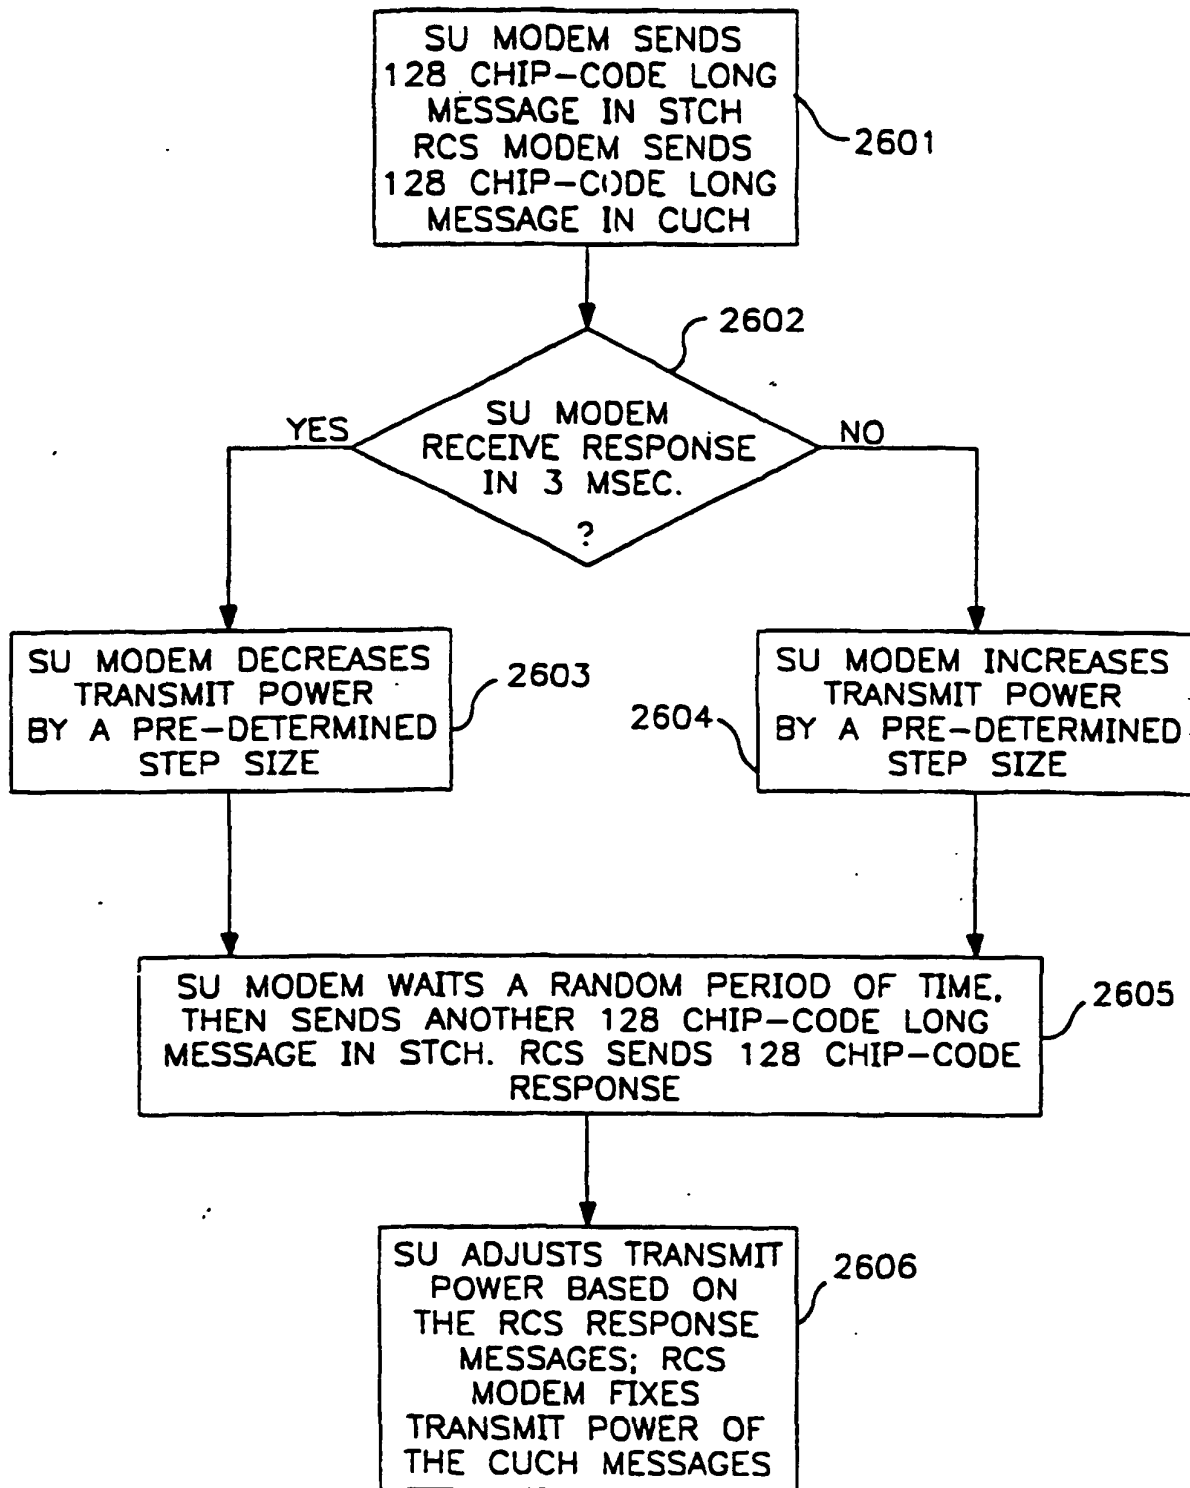 SU MODEM SENDS
128 CHIP-CODE LONG
MESSAGE IN STCH
RCS MODEM SENDS
128 CHIP-CODE LONG
MESSAGE IN CUCH
2601
2602
SU MODEM
RECEIVE RESPONSE
IN 3 MSEC.
?
YES
NO
SU MODEM DECREASES
TRANSMIT POWER
BY A PRE-DETERMINED
STEP SIZE
2603
2604
SU MODEM INCREASES
TRANSMIT POWER
BY A PRE-DETERMINED
STEP SIZE
SU MODEM WAITS A RANDOM PERIOD OF TIME,
THEN SENDS ANOTHER 128 CHIP-CODE LONG
MESSAGE IN STCH. RCS SENDS 128 CHIP-CODE
RESPONSE
2605
SU ADJUSTS TRANSMIT
POWER BASED ON
THE RCS RESPONSE
MESSAGES; RCS
MODEM FIXES
TRANSMIT POWER OF
THE CUCH MESSAGES
2606